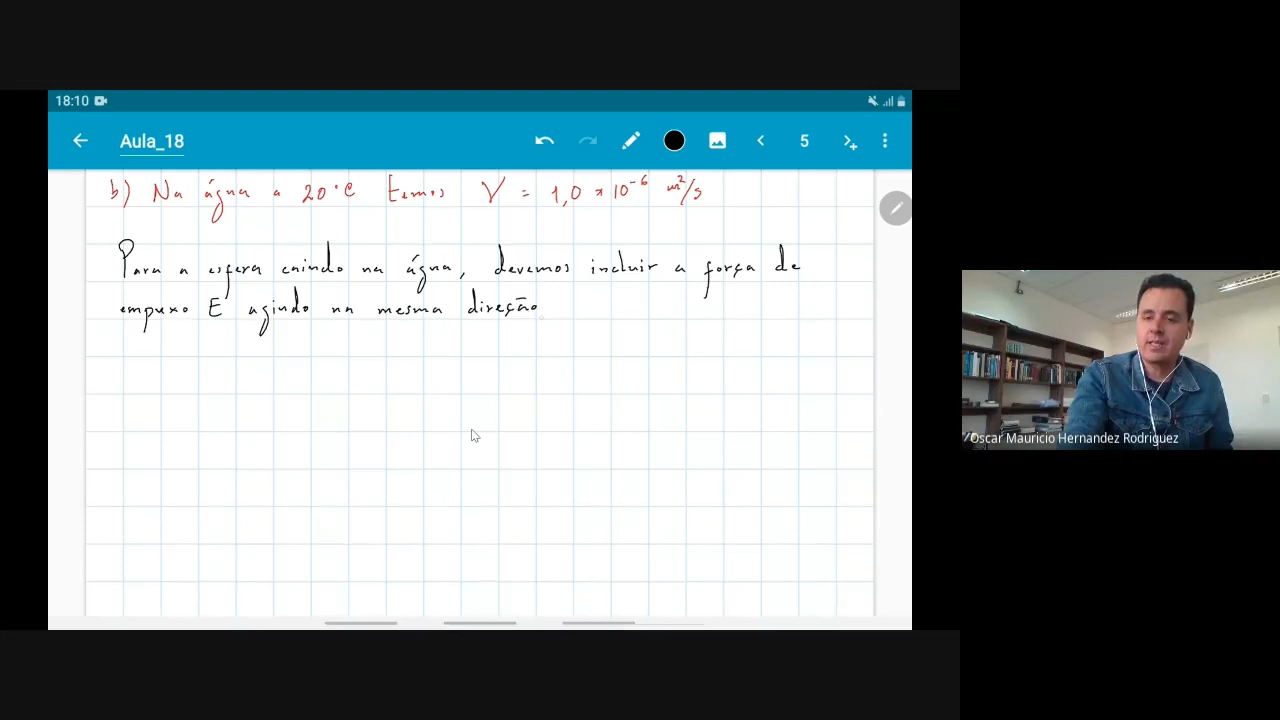 18:10
Aula_18
5
b) Na água a 20°C temos ν = 1,0 × 10⁻⁶ m²/s
Para a esfera caindo na água, devemos incluir a força de
empuxo E agindo na mesma direção
Oscar Mauricio Hernandez Rodriguez